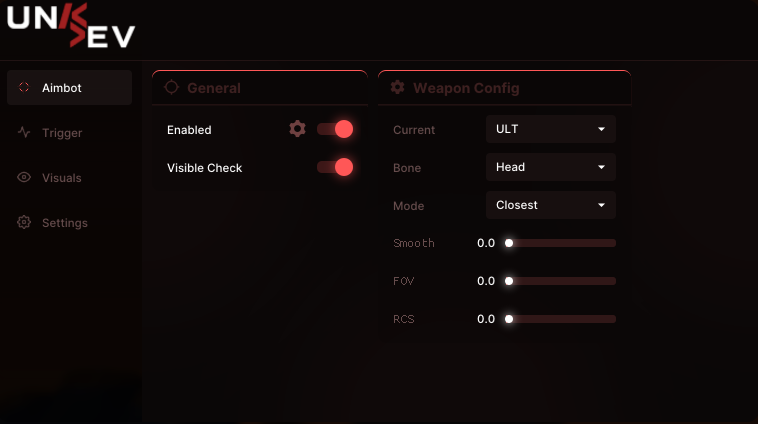 UNKSEV
Aimbot
Trigger
Visuals
Settings
General
Enabled
Visible Check
Weapon Config
Current ULT
Bone Head
Mode Closest
Smooth 0.0
FOV 0.0
RCS 0.0